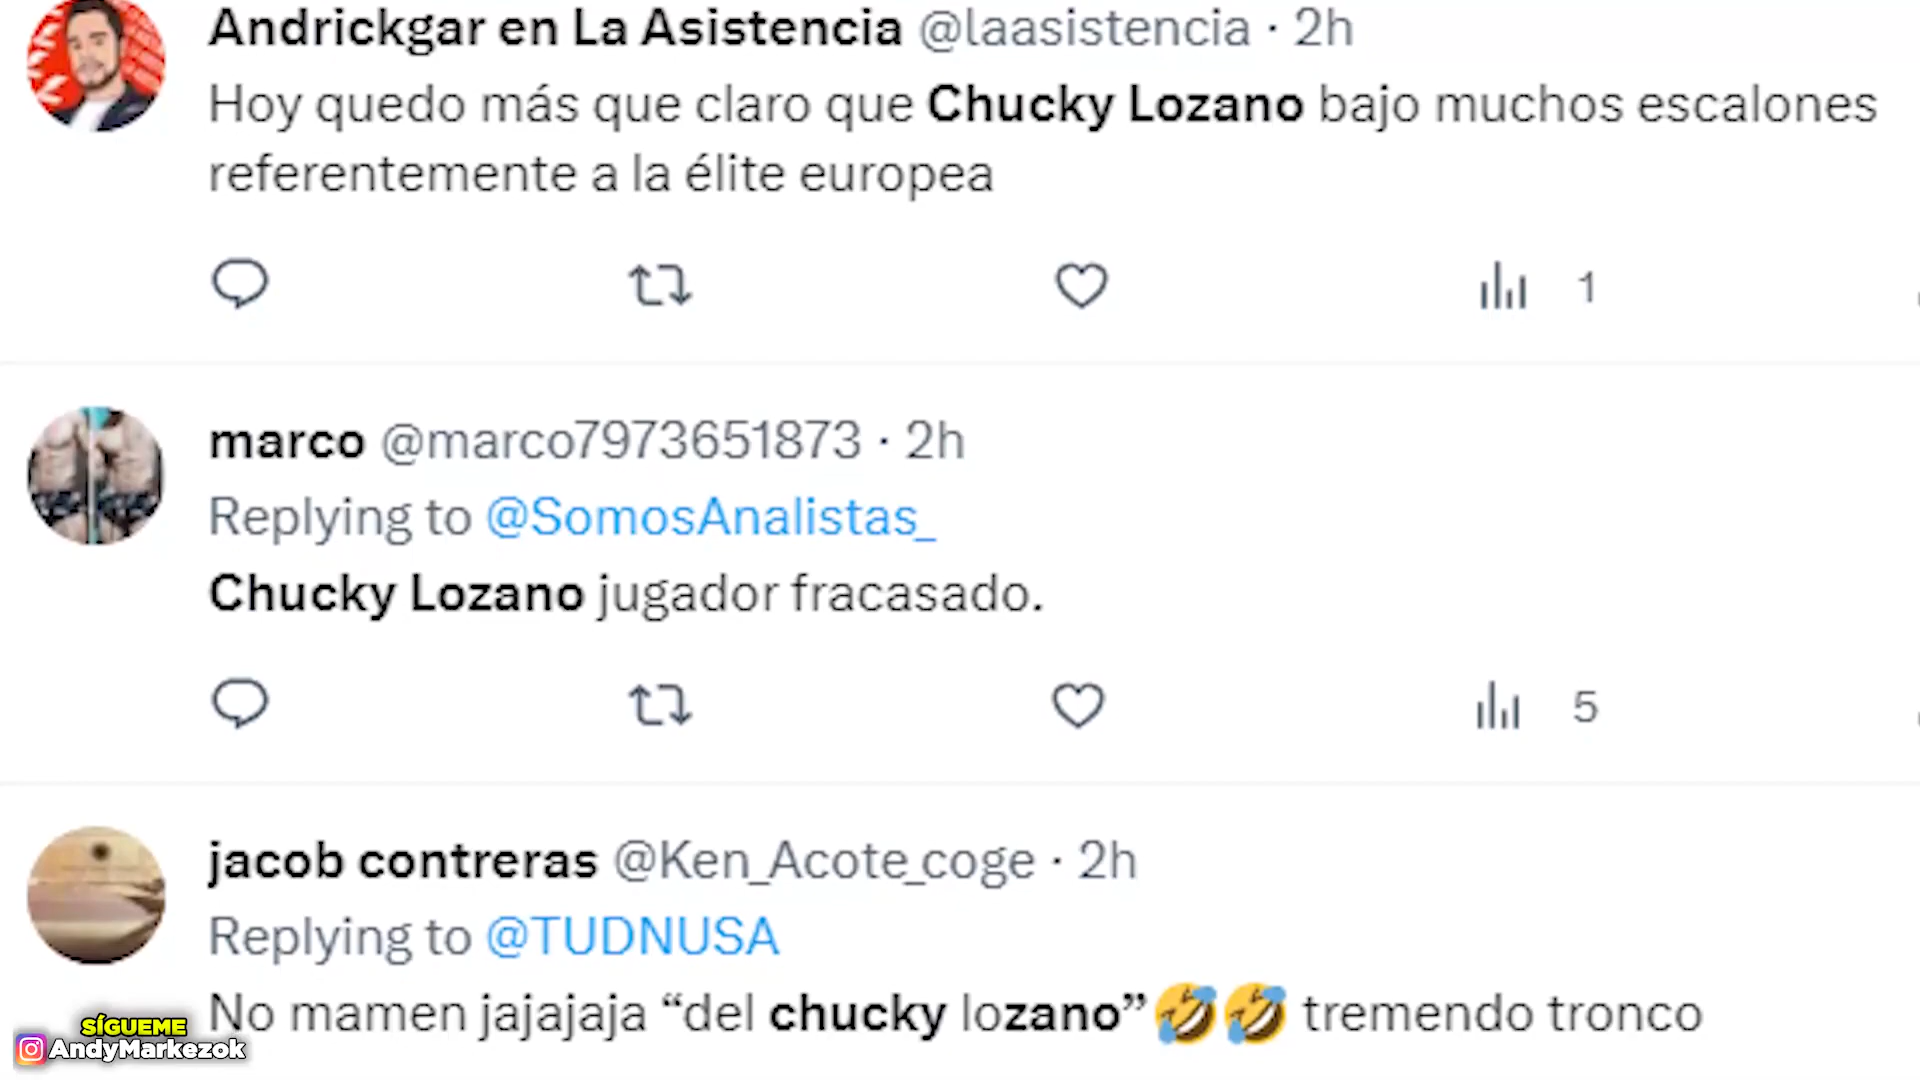 Andrickgar en La Asistencia @laasistencia · 2h
Hoy quedo más que claro que Chucky Lozano bajo muchos escalones
referentemente a la élite europea
1
marco @marco7973651873 · 2h
Replying to @SomosAnalistas_
Chucky Lozano jugador fracasado.
5
jacob contreras @Ken_Acote_coge · 2h
Replying to @TUDNUSA
No mamen jajajaja “del chucky lozano”🤣🤣 tremendo tronco
SÍGUEME
AndyMarkezok